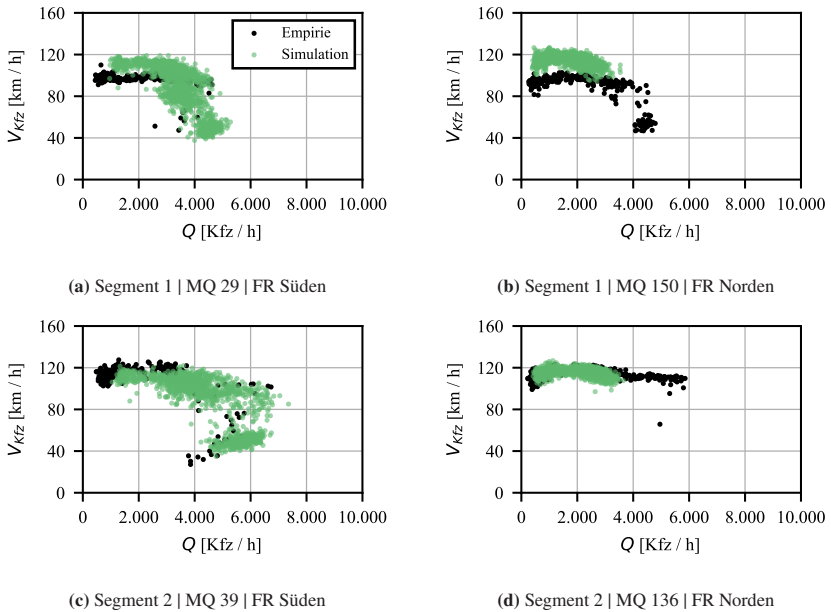 160
120
80
40
0
V_Kfz [km / h]
Empirie
Simulation
0 2.000 4.000 6.000 8.000 10.000
Q [Kfz / h]
(a) Segment 1 | MQ 29 | FR Süden
160
120
80
40
0
V_Kfz [km / h]
0 2.000 4.000 6.000 8.000 10.000
Q [Kfz / h]
(b) Segment 1 | MQ 150 | FR Norden
160
120
80
40
0
V_Kfz [km / h]
0 2.000 4.000 6.000 8.000 10.000
Q [Kfz / h]
(c) Segment 2 | MQ 39 | FR Süden
160
120
80
40
0
V_Kfz [km / h]
0 2.000 4.000 6.000 8.000 10.000
Q [Kfz / h]
(d) Segment 2 | MQ 136 | FR Norden